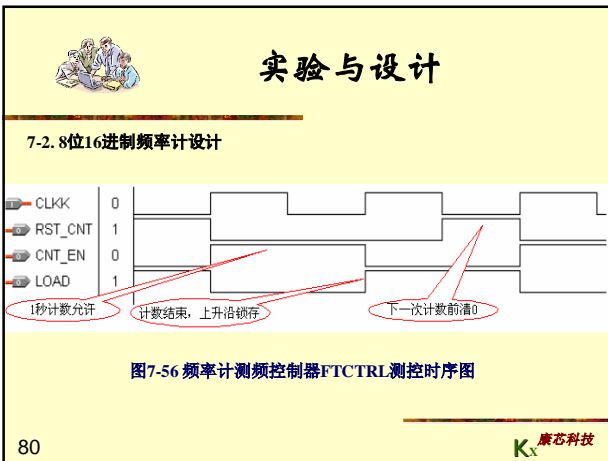 实验与设计
7-2. 8位16进制频率计设计
CLKK 0
RST_CNT 1
CNT_EN 0
LOAD 1
1秒计数允许
计数结束，上升沿锁存
下一次计数前清0
图7-56 频率计测频控制器FTCTRL测控时序图
80
KX康芯科技